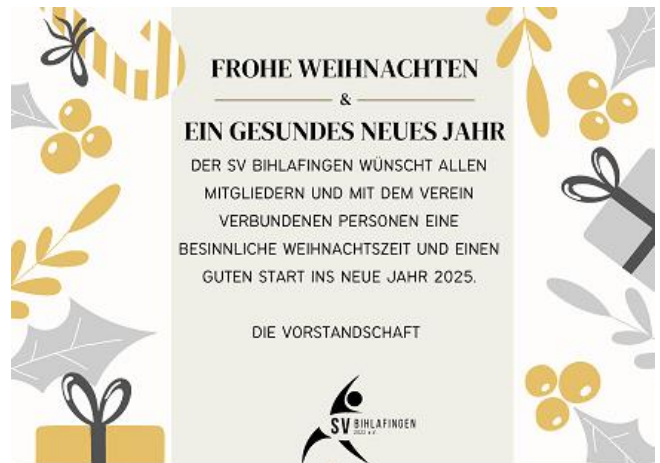 FROHE WEIHNACHTEN
&
EIN GESUNDES NEUES JAHR
DER SV BIHLAFINGEN WÜNSCHT ALLEN
MITGLIEDERN UND MIT DEM VEREIN
VERBUNDENEN PERSONEN EINE
BESINNLICHE WEIHNACHTSZEIT UND EINEN
GUTEN START INS NEUE JAHR 2025.
DIE VORSTANDSCHAFT
SV BIHLAFINGEN